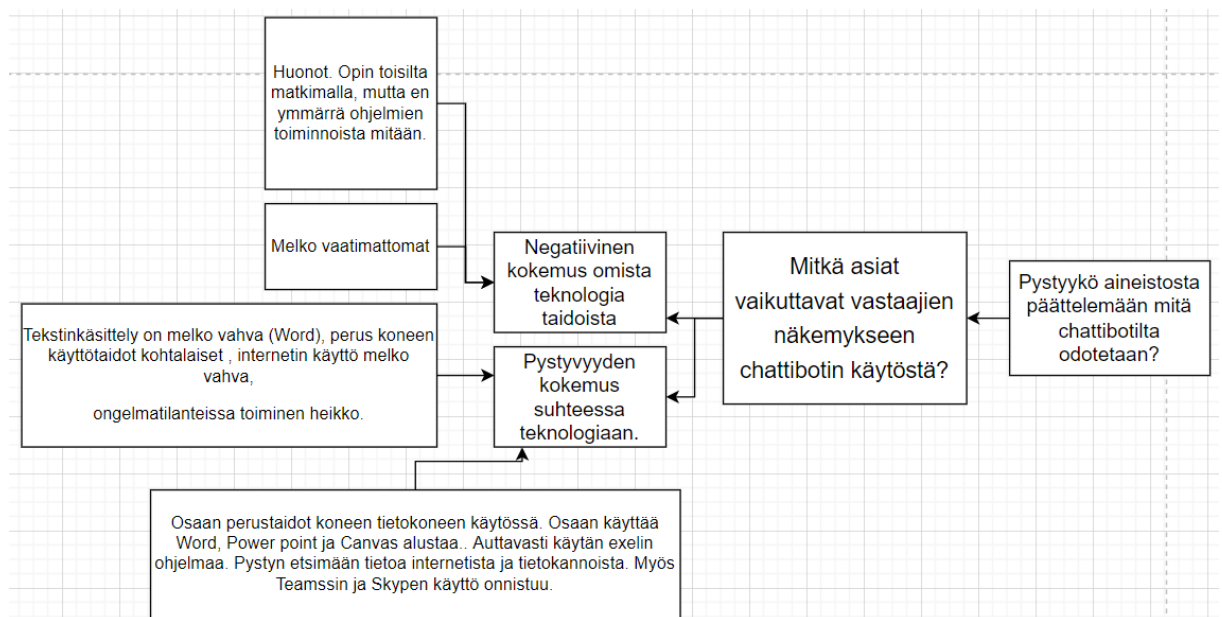 Huonot. Opin toisilta
matkimalla, mutta en
ymmärrä ohjelmien
toiminnoista mitään.
Melko vaatimattomat
Tekstinkäsittely on melko vahva (Word), perus koneen
käyttötaidot kohtalaiset , internetin käyttö melko
vahva,
ongelmatilanteissa toiminen heikko.
Osaan perustaidot koneen tietokoneen käytössä. Osaan käyttää
Word, Power point ja Canvas alustaa.. Auttavasti käytän exelin
ohjelmaa. Pystyn etsimään tietoa internetista ja tietokannoista. Myös
Teamssin ja Skypen käyttö onnistuu.
Negatiivinen
kokemus omista
teknologia
taidoista
Pystyvyyden
kokemus
suhteessa
teknologiaan.
Mitkä asiat
vaikuttavat vastaajien
näkemykseen
chattibotin käytöstä?
Pystyykö aineistosta
päättelemään mitä
chattibotilta
odotetaan?